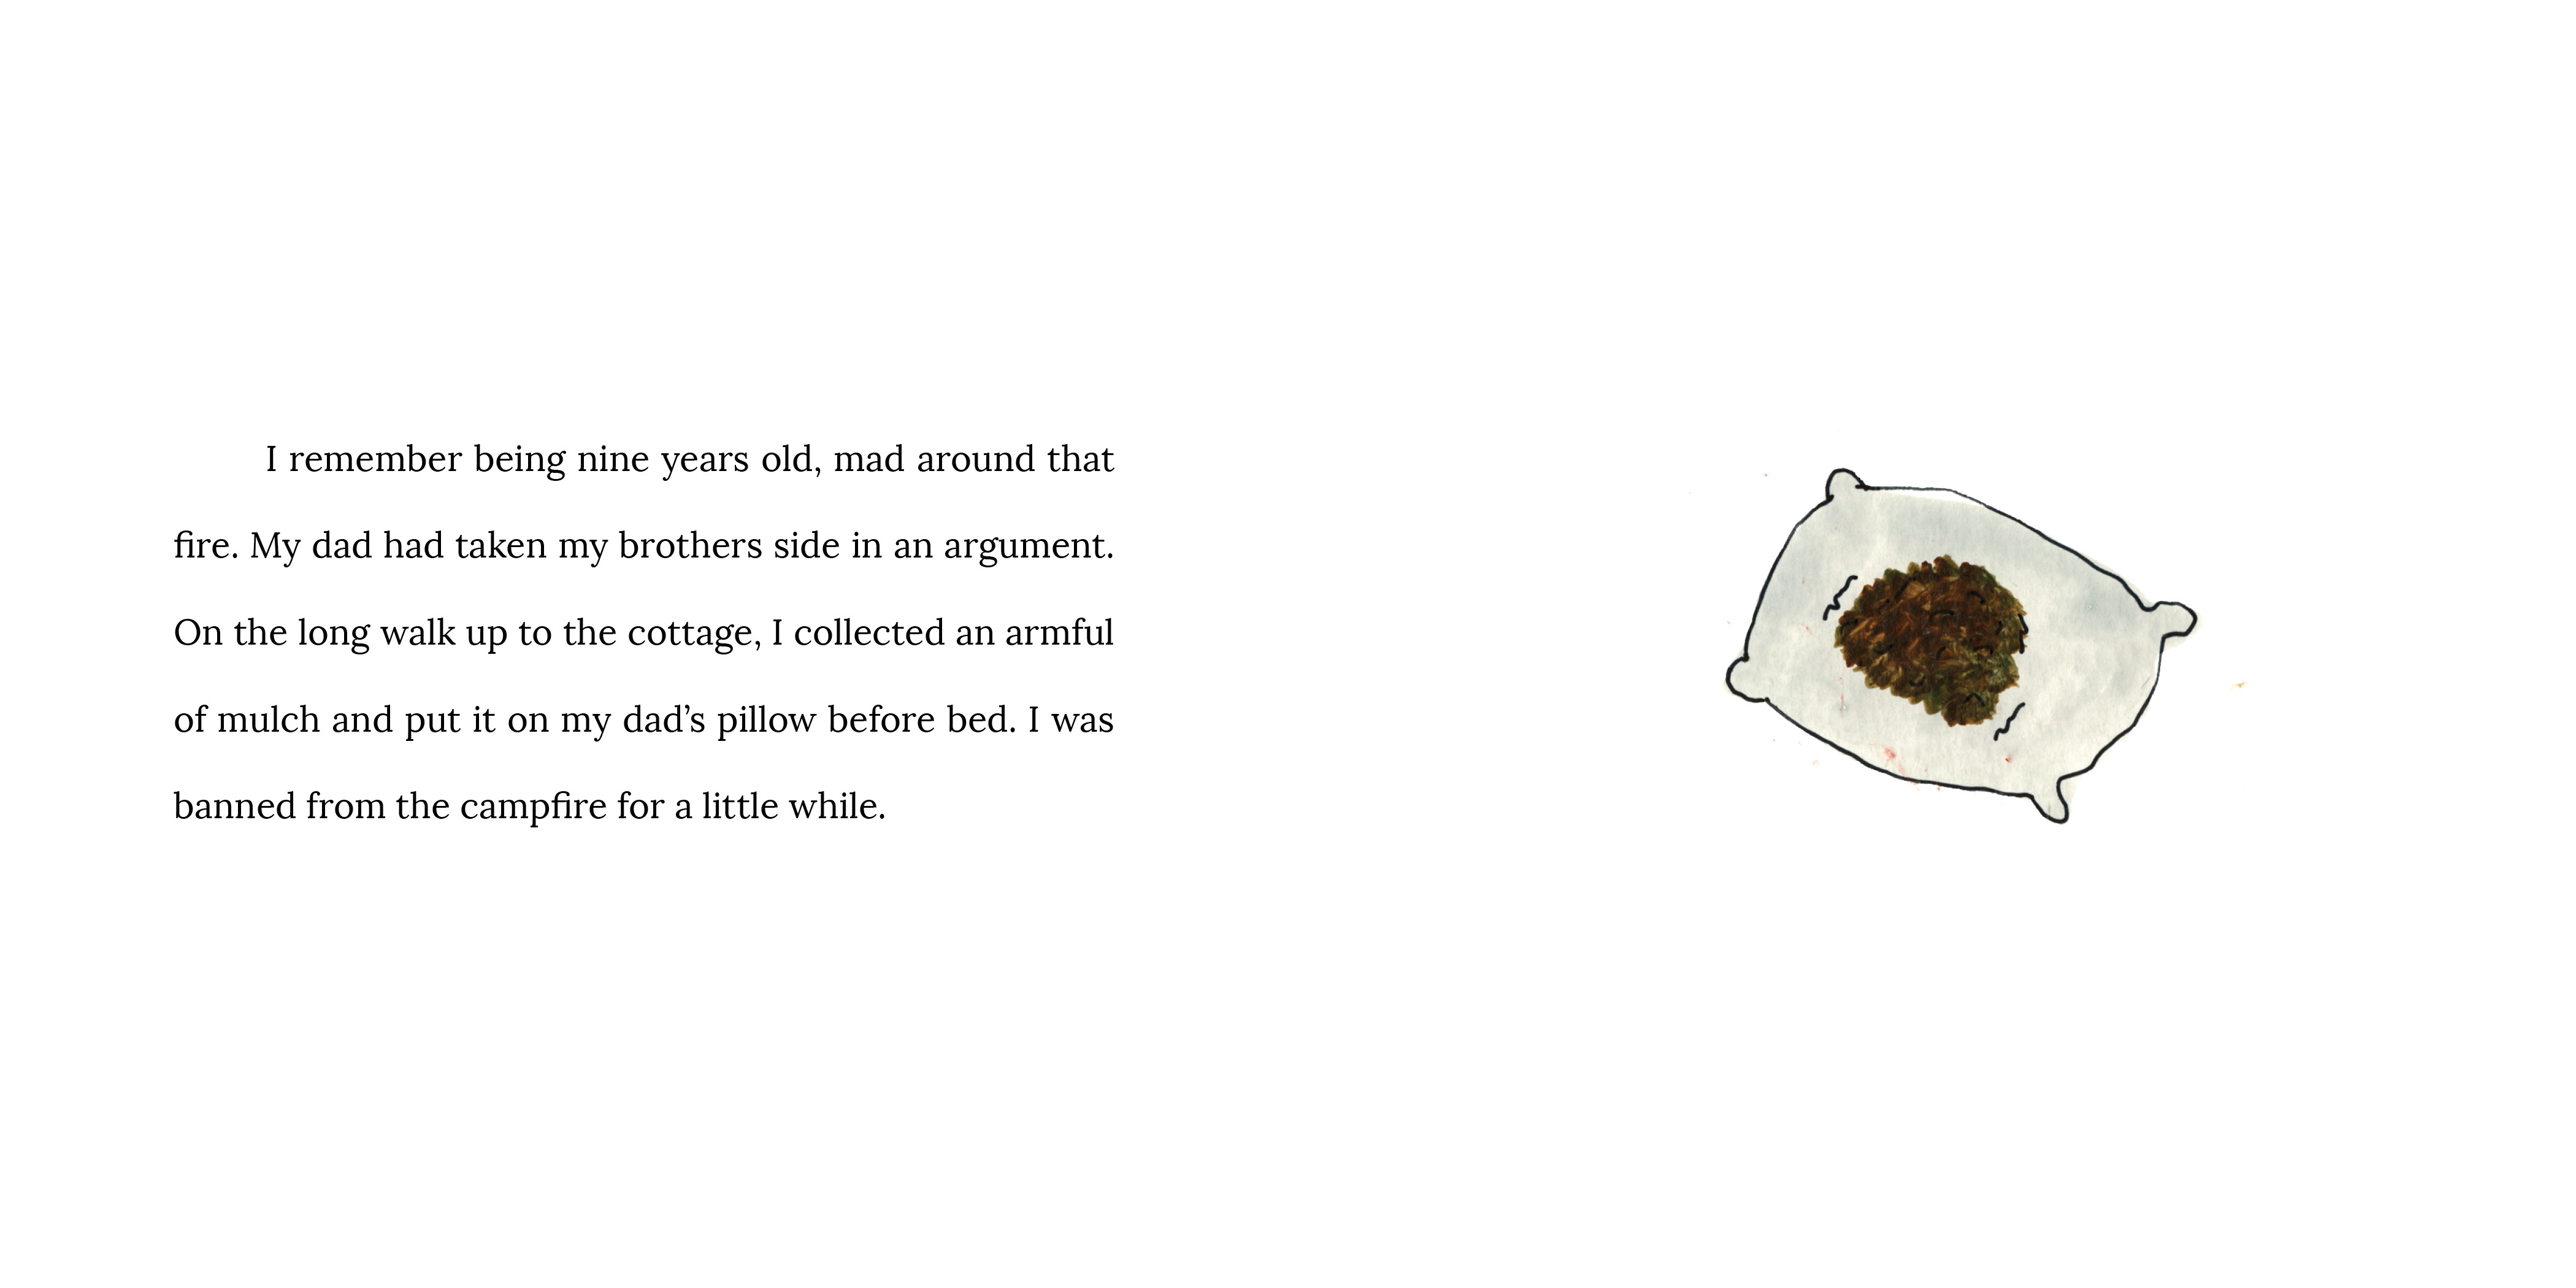 I remember being nine years old, mad around that
fire. My dad had taken my brothers side in an argument.
On the long walk up to the cottage, I collected an armful
of mulch and put it on my dad’s pillow before bed. I was
banned from the campfire for a little while.